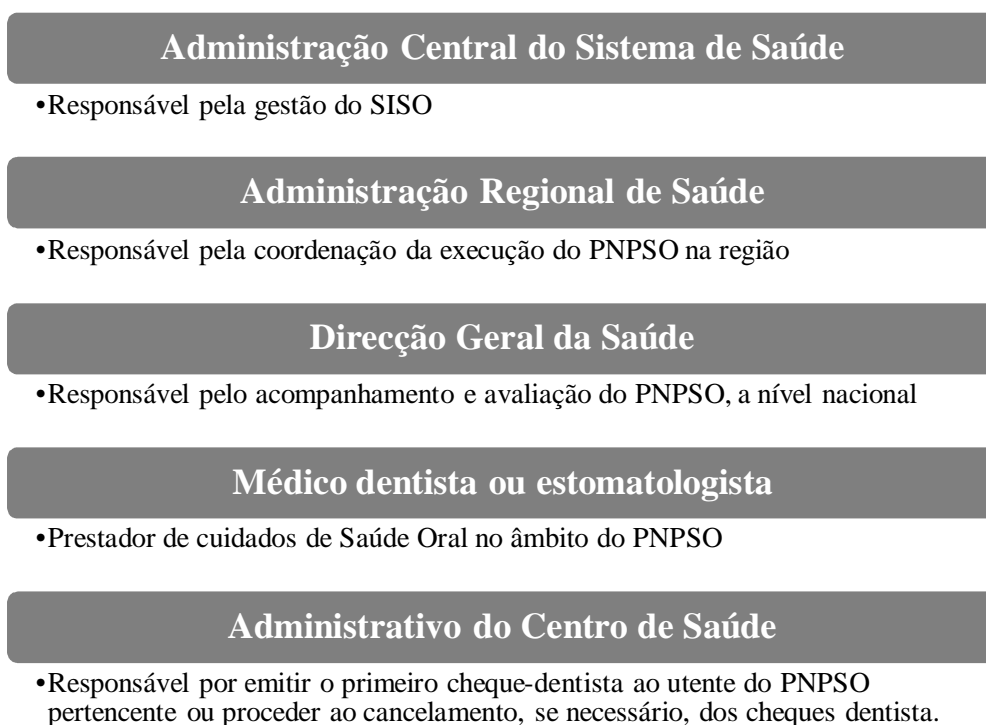 Administração Central do Sistema de Saúde
•Responsável pela gestão do SISO
Administração Regional de Saúde
•Responsável pela coordenação da execução do PNPSO na região
Direcção Geral da Saúde
•Responsável pelo acompanhamento e avaliação do PNPSO, a nível nacional
Médico dentista ou estomatologista
•Prestador de cuidados de Saúde Oral no âmbito do PNPSO
Administrativo do Centro de Saúde
•Responsável por emitir o primeiro cheque-dentista ao utente do PNPSO
pertencente ou proceder ao cancelamento, se necessário, dos cheques dentista.